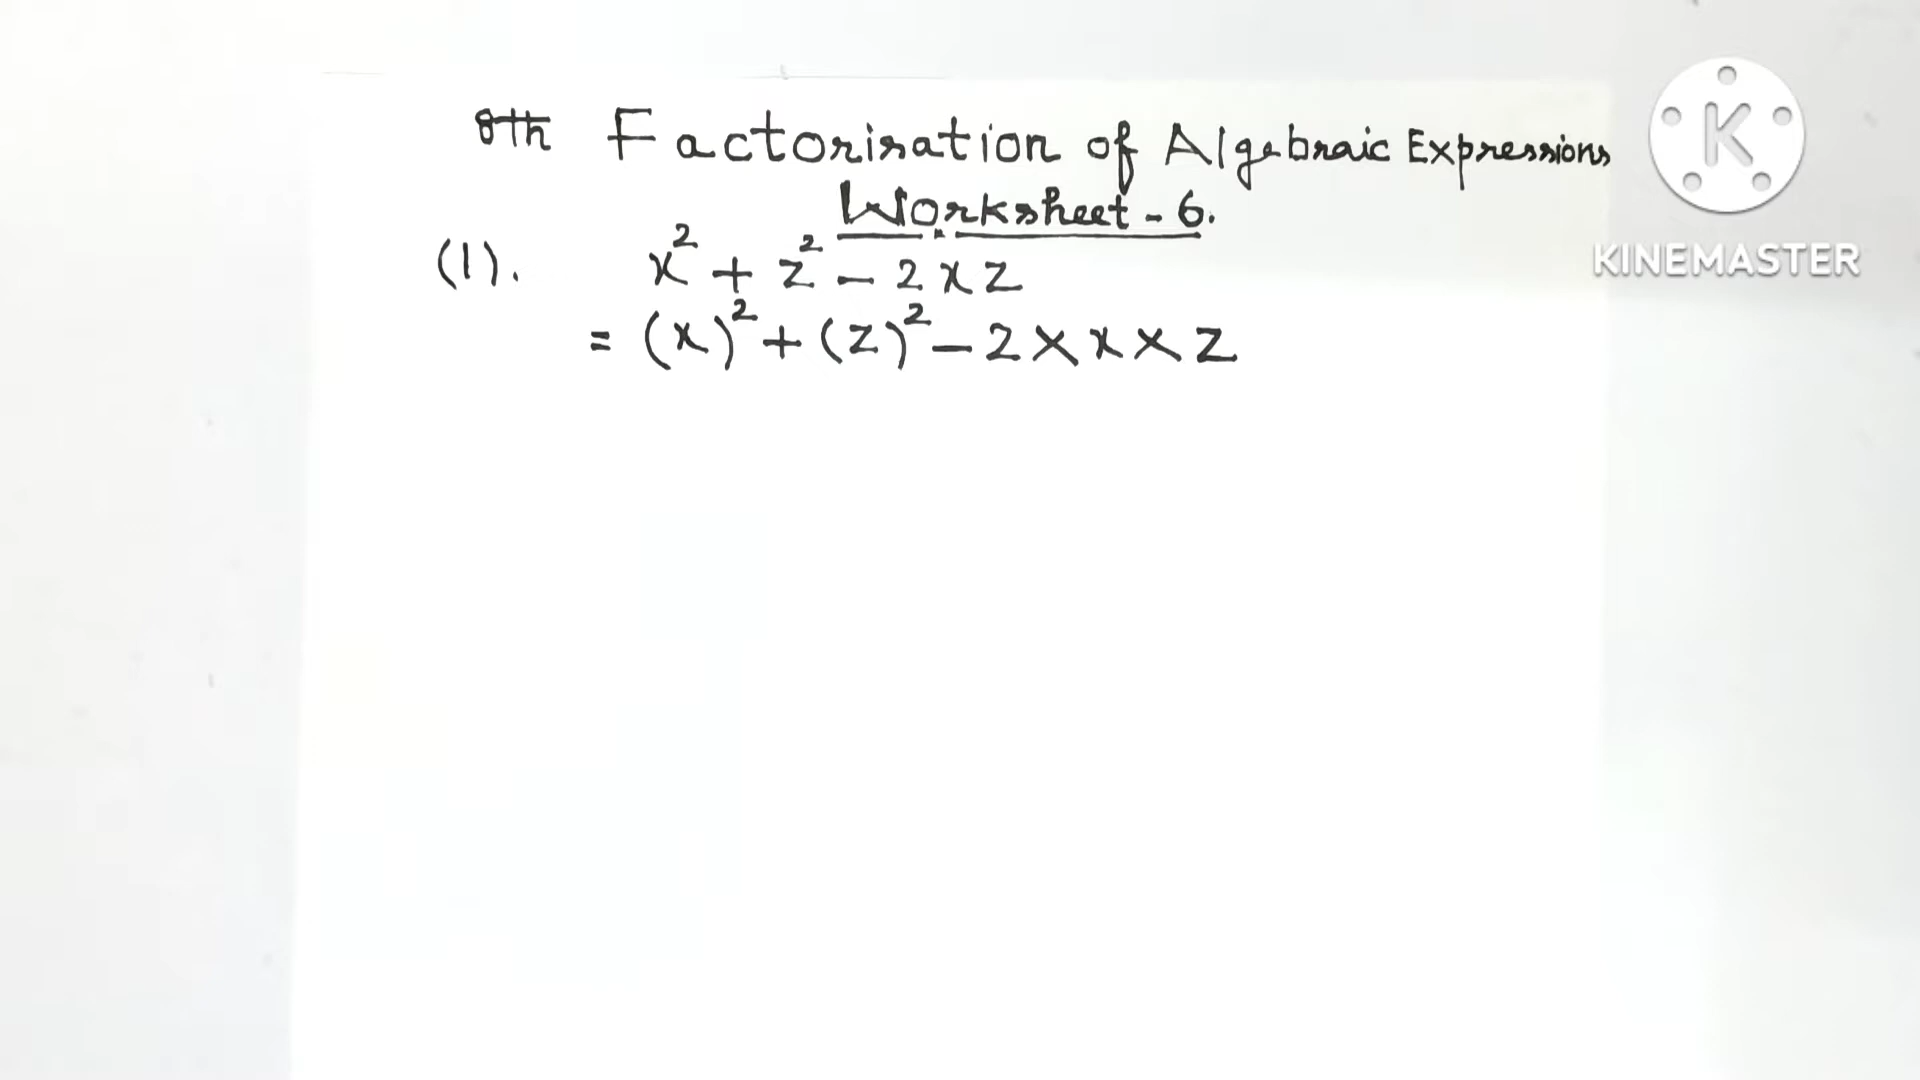 8th Factorisation of Algebraic Expressions
Worksheet - 6.
(1). x² + z² - 2xz
= (x)² + (z)² - 2 × x × z
K
KINEMASTER